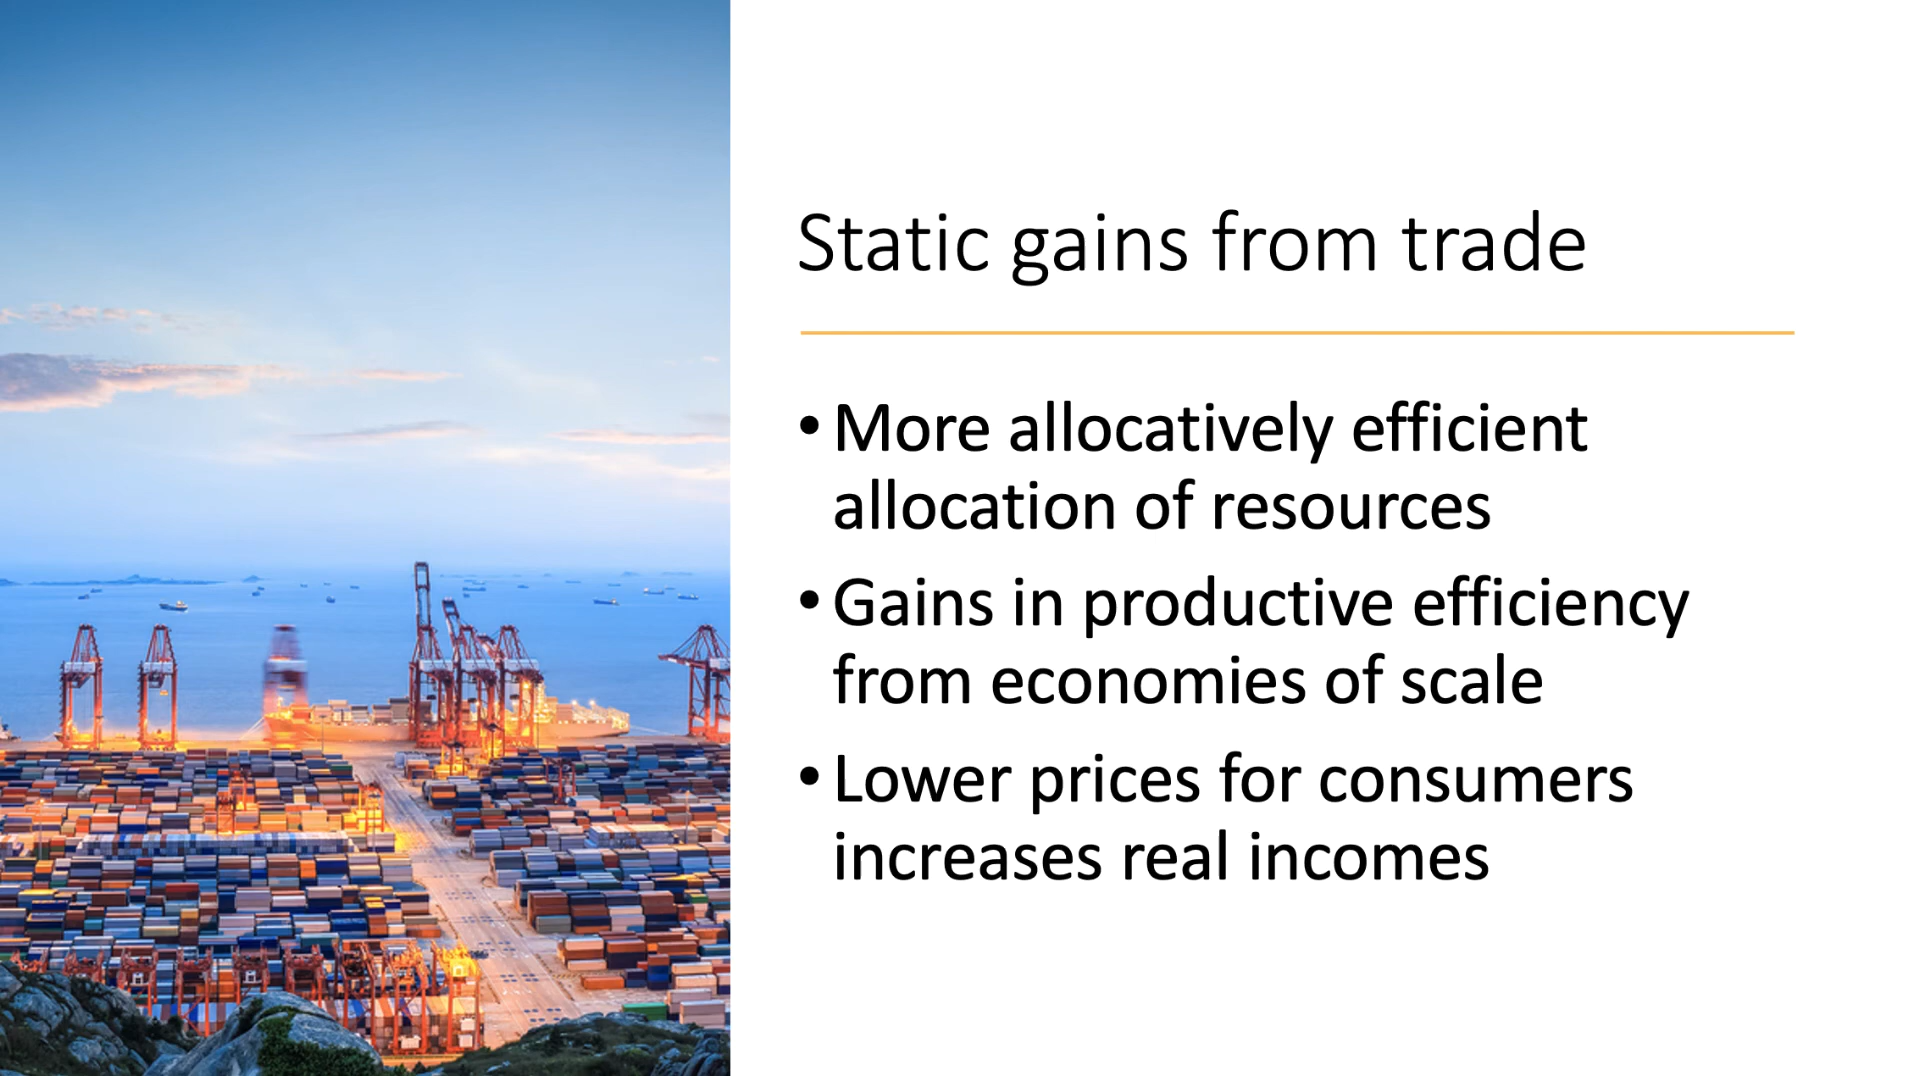 Static gains from trade
• More allocatively efficient
allocation of resources
• Gains in productive efficiency
from economies of scale
• Lower prices for consumers
increases real incomes